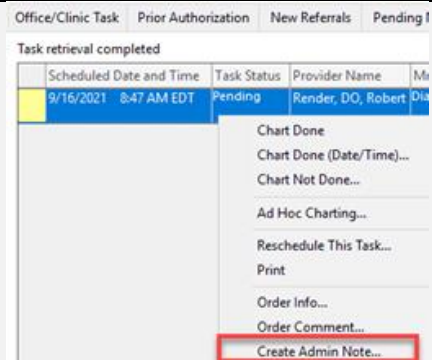 Office/Clinic Task Prior Authorization New Referrals Pending
Task retrieval completed
Scheduled Date and Time Task Status Provider Name
9/16/2021 8:47 AM EDT Pending Render, DO, Robert
Chart Done
Chart Done (Date/Time)...
Chart Not Done...
Ad Hoc Charting...
Reschedule This Task...
Print
Order Info...
Order Comment...
Create Admin Note...